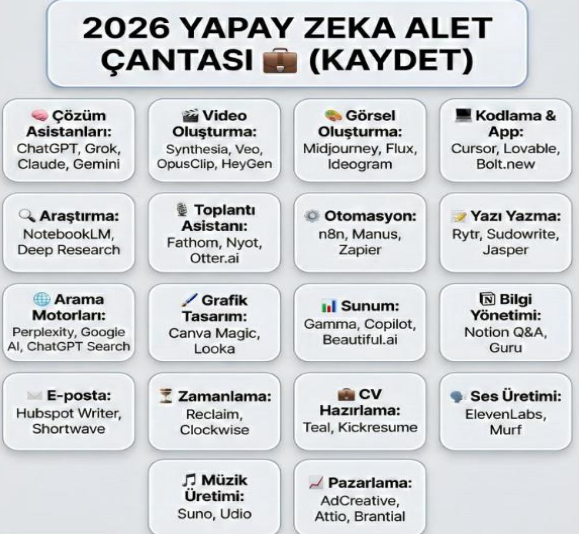 2026 YAPAY ZEKA ALET
ÇANTASI 💼 (KAYDET)
🧠 Çözüm
Asistanları:
ChatGPT, Grok,
Claude, Gemini
🎬 Video
Oluşturma:
Synthesia, Veo,
OpusClip, HeyGen
🎨 Görsel
Oluşturma:
Midjourney, Flux,
Ideogram
💻 Kodlama &
App:
Cursor, Lovable,
Bolt.new
🔍 Araştırma:
NotebookLM,
Deep Research
🎙️ Toplantı
Asistanı:
Fathom, Nyot,
Otter.ai
⚙️ Otomasyon:
n8n, Manus,
Zapier
📝 Yazı Yazma:
Rytr, Sudowrite,
Jasper
🌐 Arama
Motorları:
Perplexity, Google
AI, ChatGPT Search
🖌️ Grafik
Tasarım:
Canva Magic,
Looka
📊 Sunum:
Gamma, Copilot,
Beautiful.ai
N Bilgi
Yönetimi:
Notion Q&A,
Guru
✉️ E-posta:
Hubspot Writer,
Shortwave
⏳ Zamanlama:
Reclaim,
Clockwise
💼 CV
Hazırlama:
Teal, Kickresume
🗣️ Ses Üretimi:
ElevenLabs,
Murf
🎵 Müzik
Üretimi:
Suno, Udio
📈 Pazarlama:
AdCreative,
Attio, Brantial